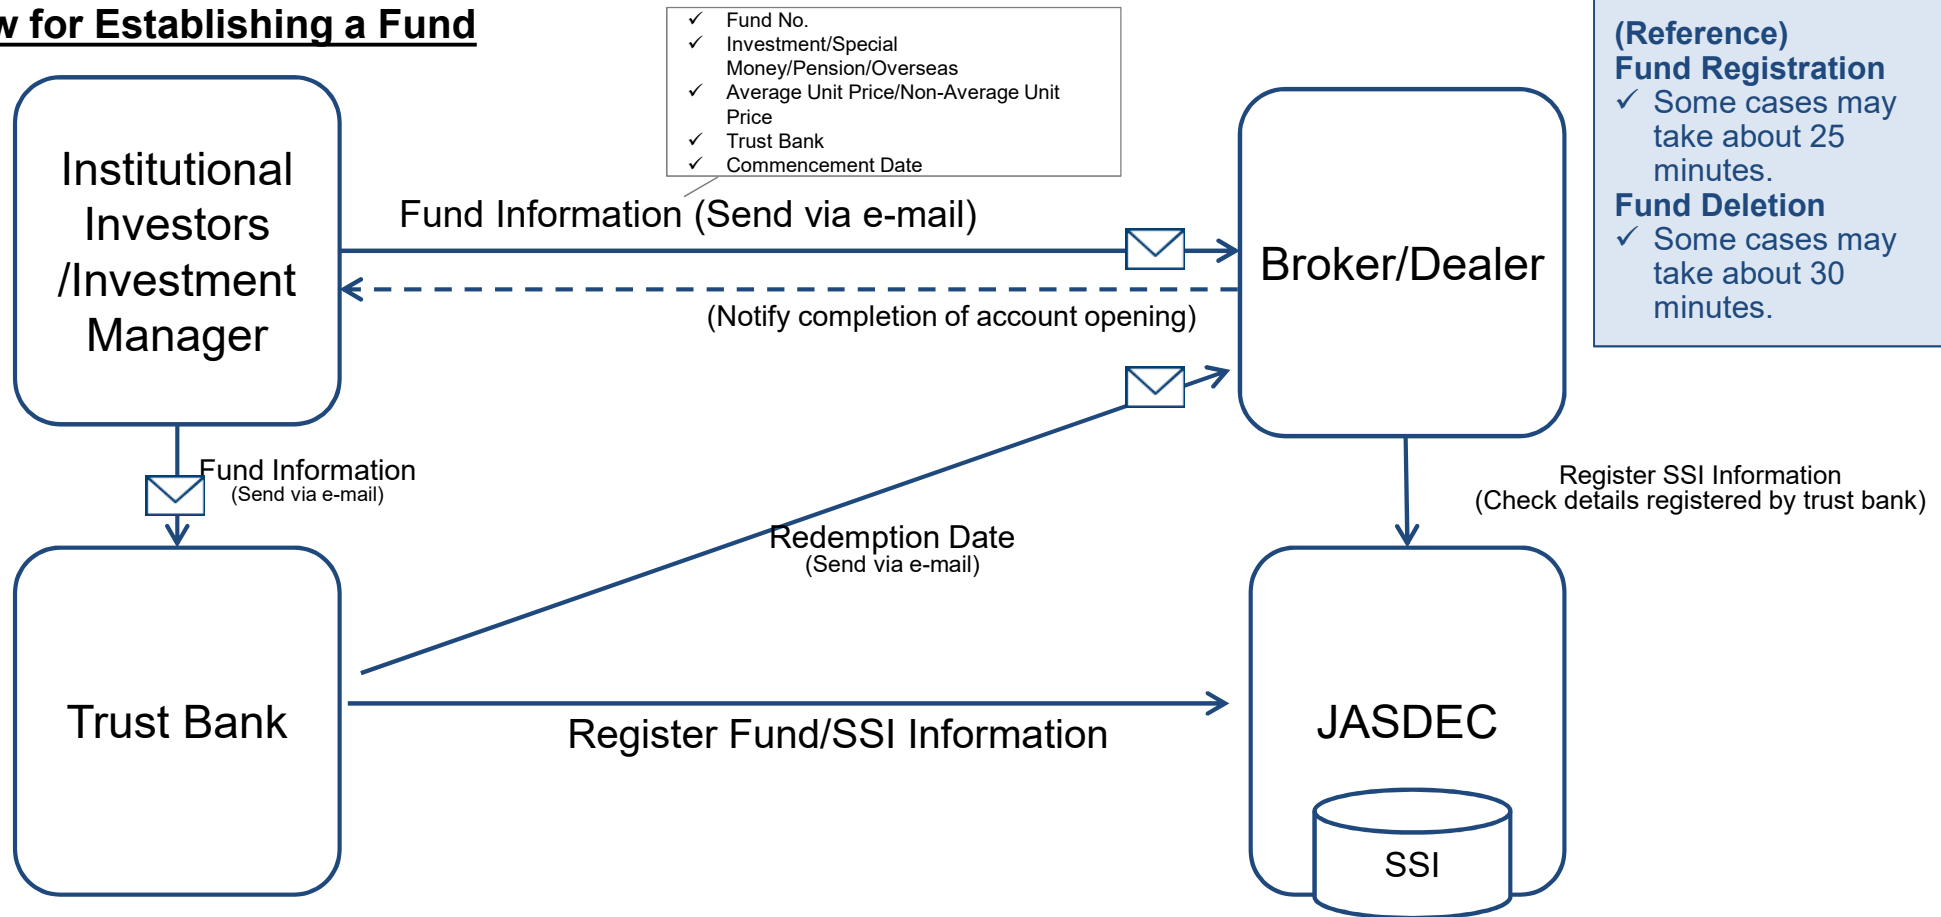 for Establishing a Fund
✓ Fund No.
✓ Investment/Special
Money/Pension/Overseas
✓ Average Unit Price/Non-Average Unit
Price
✓ Trust Bank
✓ Commencement Date
(Reference)
Fund Registration
✓ Some cases may
take about 25
minutes.
Fund Deletion
✓ Some cases may
take about 30
minutes.
Institutional
Investors
/Investment
Manager
Fund Information (Send via e-mail)
(Notify completion of account opening)
Broker/Dealer
Fund Information
(Send via e-mail)
Redemption Date
(Send via e-mail)
Register SSI Information
(Check details registered by trust bank)
Trust Bank
Register Fund/SSI Information
JASDEC
SSI